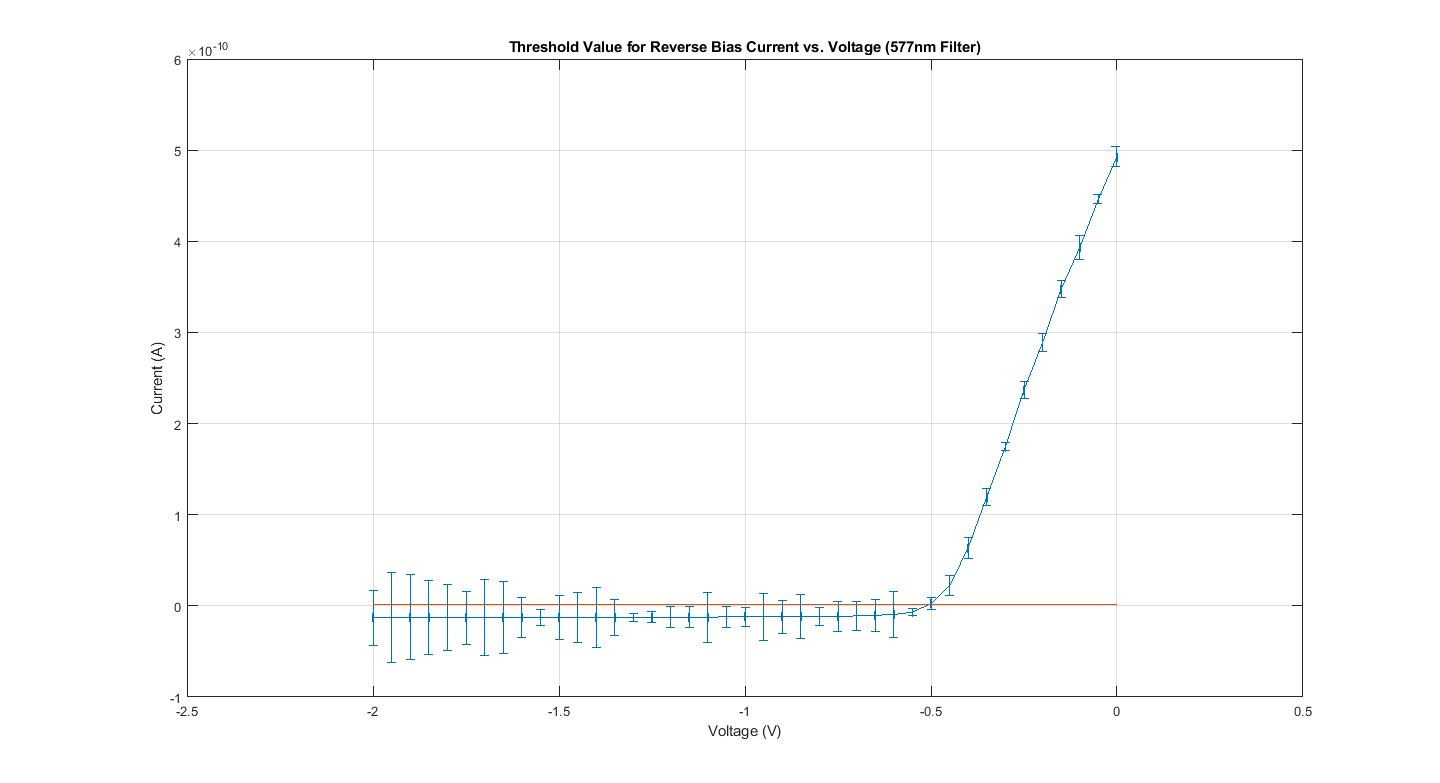 Threshold Value for Reverse Bias Current vs. Voltage (577nm Filter)
×10^-10
6
5
4
3
2
1
0
-1
Current (A)
-2.5 -2 -1.5 -1 -0.5 0 0.5
Voltage (V)